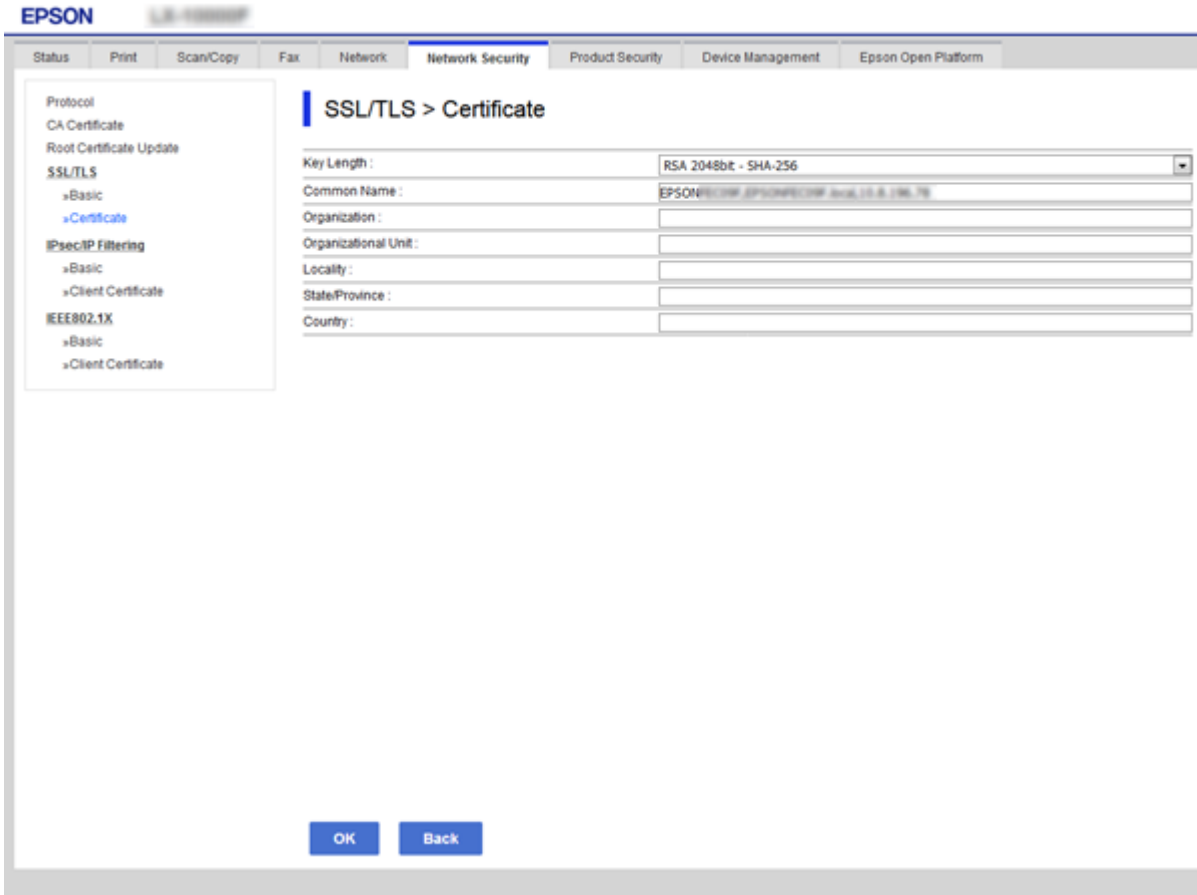 EPSON
Status Print Scan/Copy Fax Network Network Security Product Security Device Management Epson Open Platform
Protocol
CA Certificate
Root Certificate Update
SSL/TLS
»Basic
»Certificate
IPsec/IP Filtering
»Basic
»Client Certificate
IEEE802.1X
»Basic
»Client Certificate
SSL/TLS > Certificate
Key Length : RSA 2048bit - SHA-256
Common Name : EPSON
Organization :
Organizational Unit :
Locality :
State/Province :
Country :
OK Back